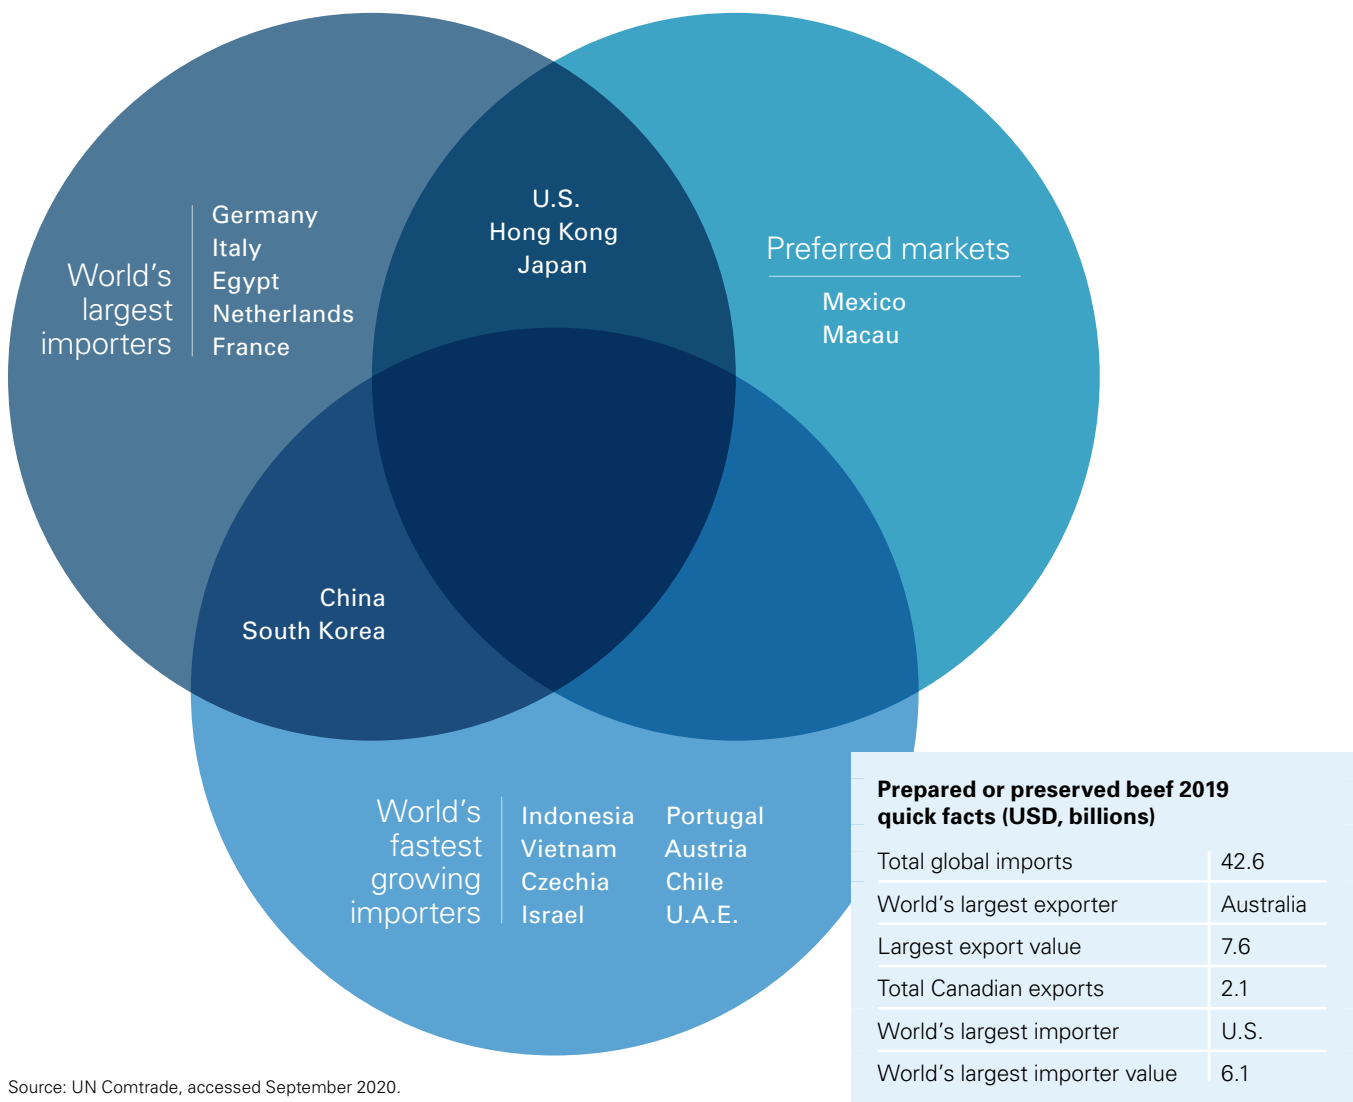 World's
largest
importers
Germany
Italy
Egypt
Netherlands
France
U.S.
Hong Kong
Japan
Preferred markets
Mexico
Macau
China
South Korea
World's
fastest
growing
importers
Indonesia
Vietnam
Czechia
Israel
Portugal
Austria
Chile
U.A.E.
Prepared or preserved beef 2019
quick facts (USD, billions)
Total global imports 42.6
World's largest exporter Australia
Largest export value 7.6
Total Canadian exports 2.1
World's largest importer U.S.
World's largest importer value 6.1
Source: UN Comtrade, accessed September 2020.